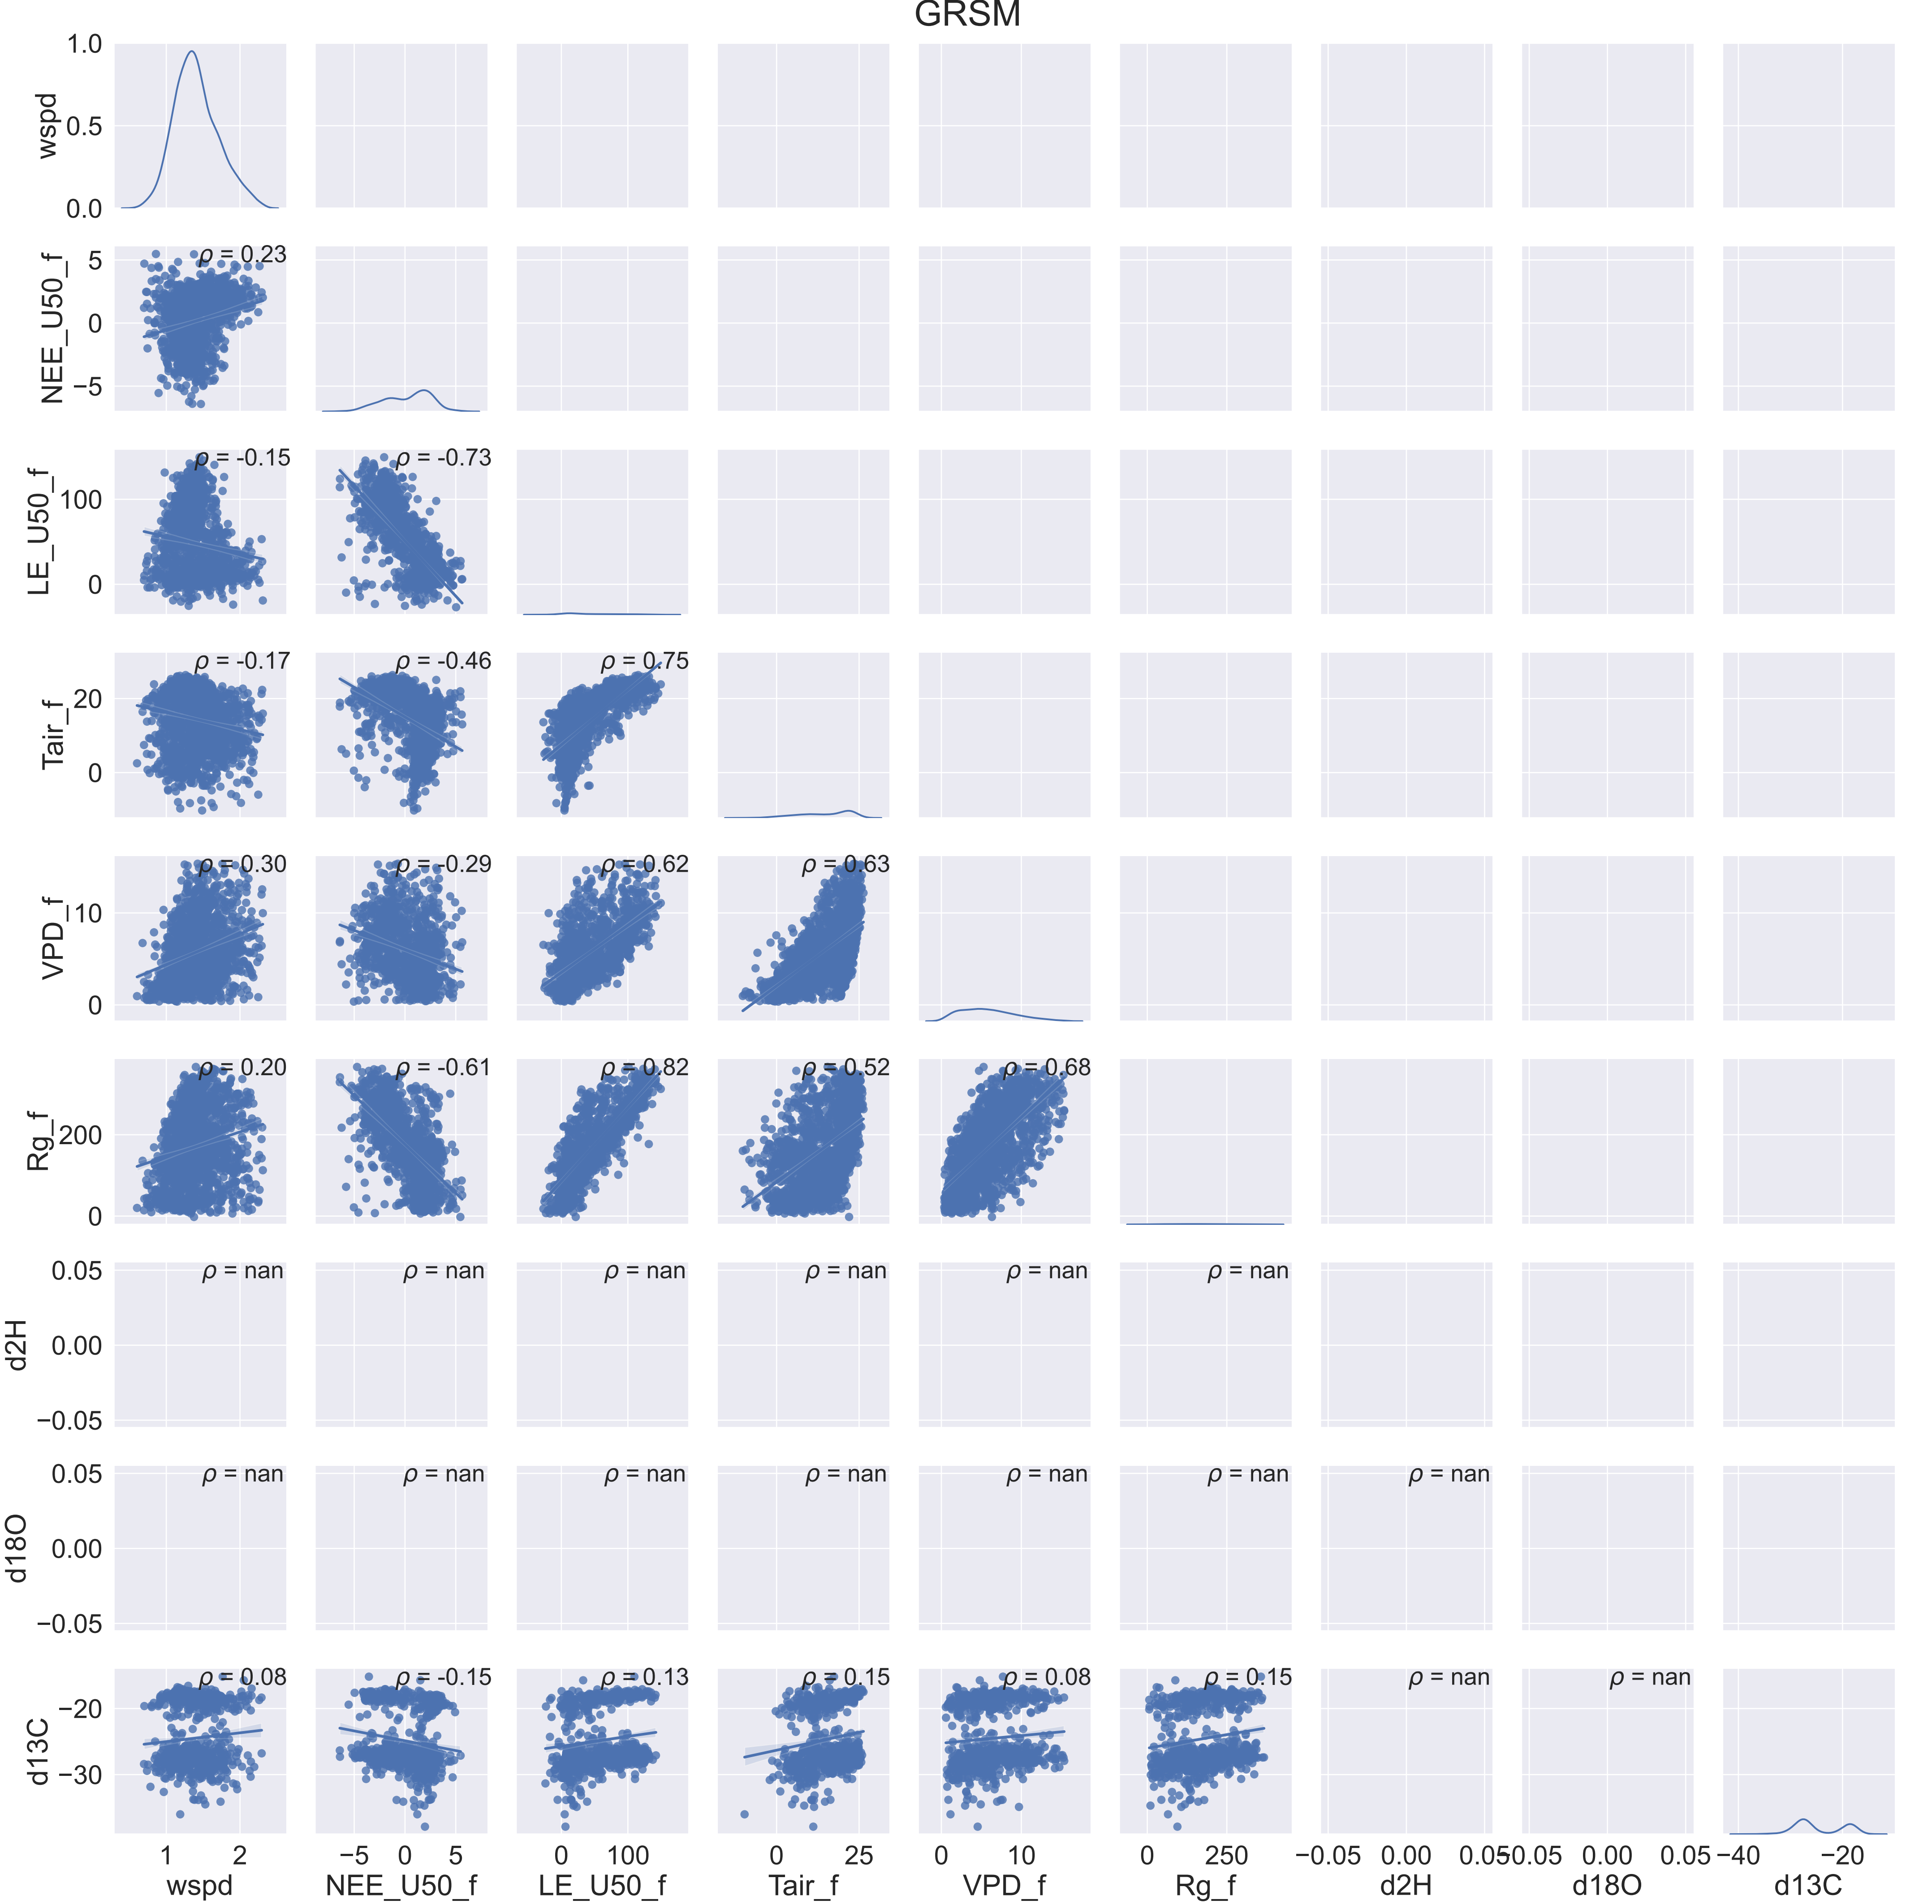 GRSM
1.0
0.5
0.0
wspd
ρ = 0.23
5
0
−5
NEE_U50_f
ρ = -0.15 ρ = -0.73
100
0
LE_U50_f
ρ = -0.17 ρ = -0.46 ρ = 0.75
20
0
Tair_f
ρ = 0.30 ρ = -0.29 ρ = 0.62 ρ = 0.63
10
0
VPD_f
ρ = 0.20 ρ = -0.61 ρ = 0.82 ρ = 0.52 ρ = 0.68
200
0
Rg_f
ρ = nan ρ = nan ρ = nan ρ = nan ρ = nan ρ = nan
0.05
0.00
−0.05
d2H
ρ = nan ρ = nan ρ = nan ρ = nan ρ = nan ρ = nan ρ = nan
0.05
0.00
−0.05
d18O
ρ = 0.08 ρ = -0.15 ρ = 0.13 ρ = 0.15 ρ = 0.08 ρ = 0.15 ρ = nan ρ = nan
−20
−30
d13C
1 2 −5 0 5 0 100 0 25 0 10 0 250 −0.05 0.00 0.05 −0.05 0.00 0.05 −40 −20
wspd NEE_U50_f LE_U50_f Tair_f VPD_f Rg_f d2H d18O d13C